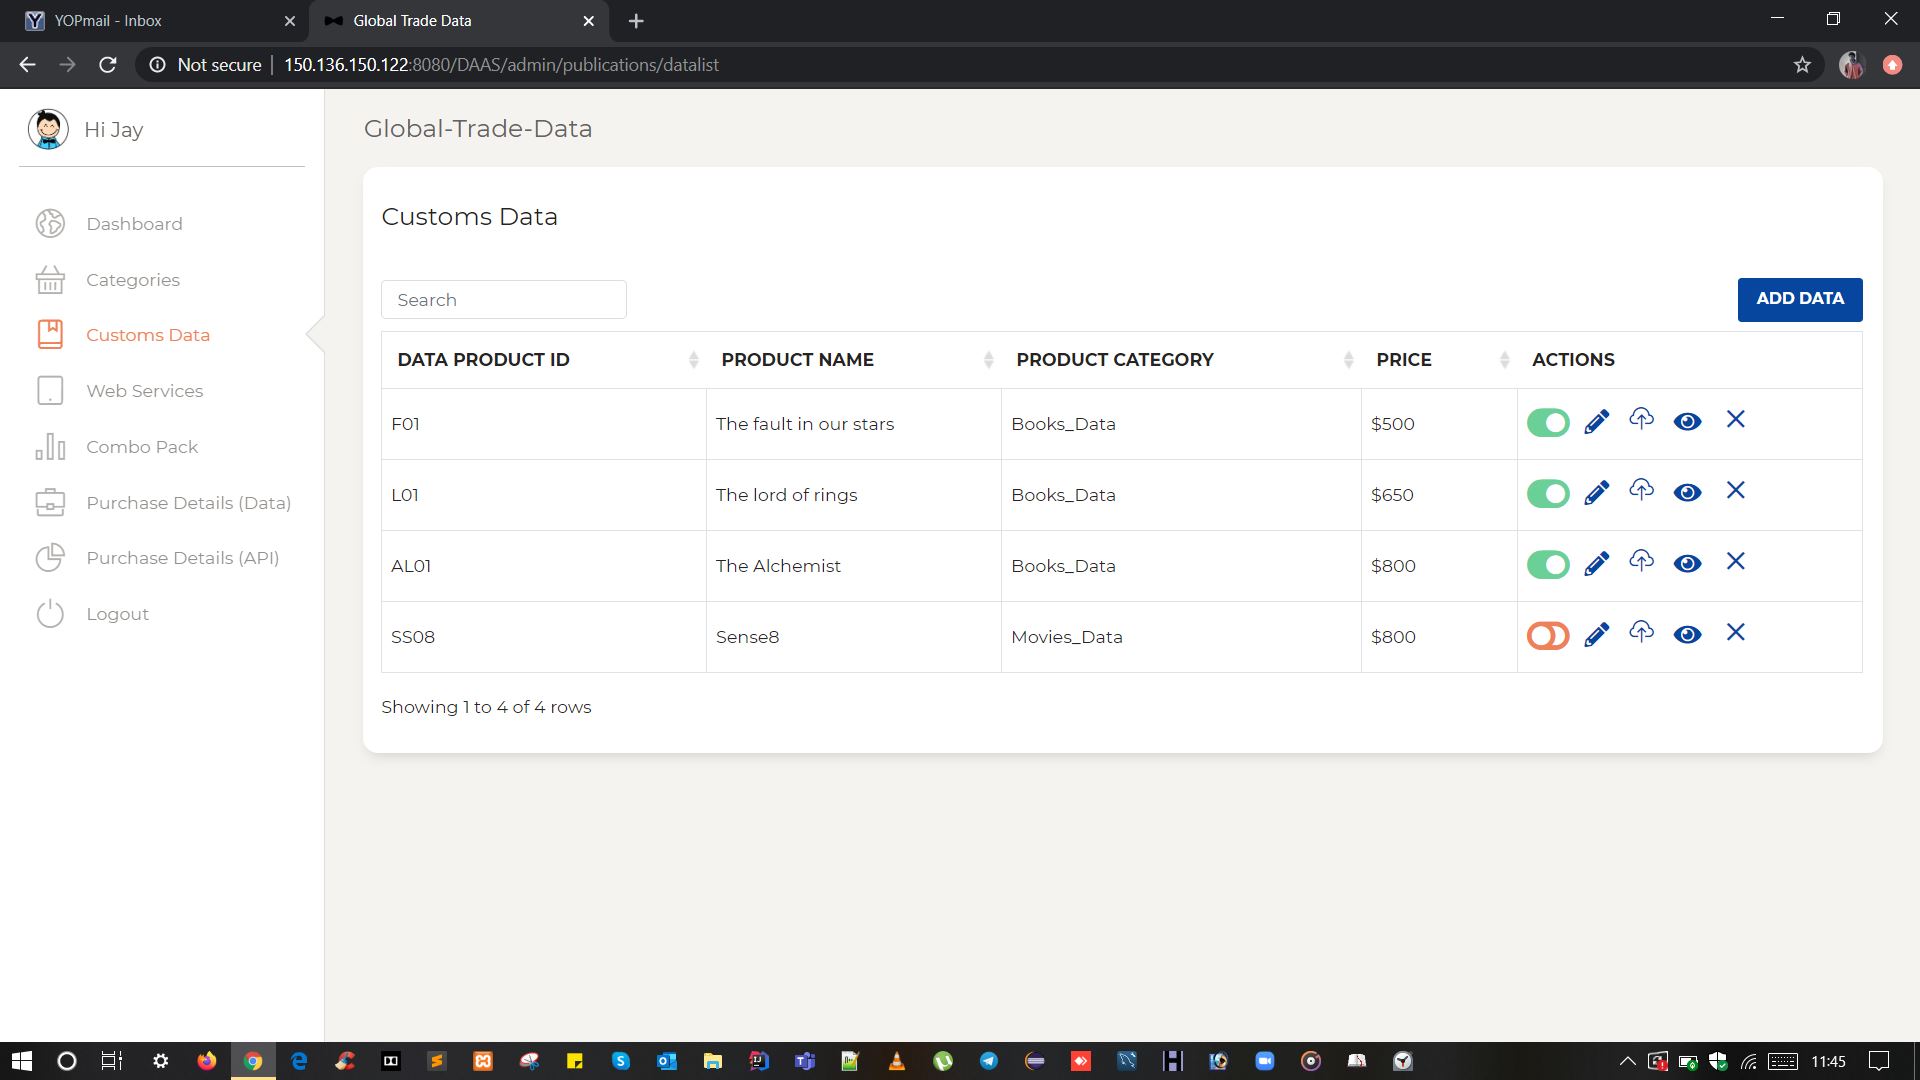 YOPmail - Inbox
Global Trade Data
Not secure
150.136.150.122:8080/DAAS/admin/publications/datalist
Hi Jay
Dashboard
Categories
Customs Data
Web Services
Combo Pack
Purchase Details (Data)
Purchase Details (API)
Logout
Global-Trade-Data
Customs Data
Search
ADD DATA
DATA PRODUCT ID PRODUCT NAME PRODUCT CATEGORY PRICE ACTIONS
F01 The fault in our stars Books_Data $500
L01 The lord of rings Books_Data $650
AL01 The Alchemist Books_Data $800
SS08 Sense8 Movies_Data $800
Showing 1 to 4 of 4 rows
11:45